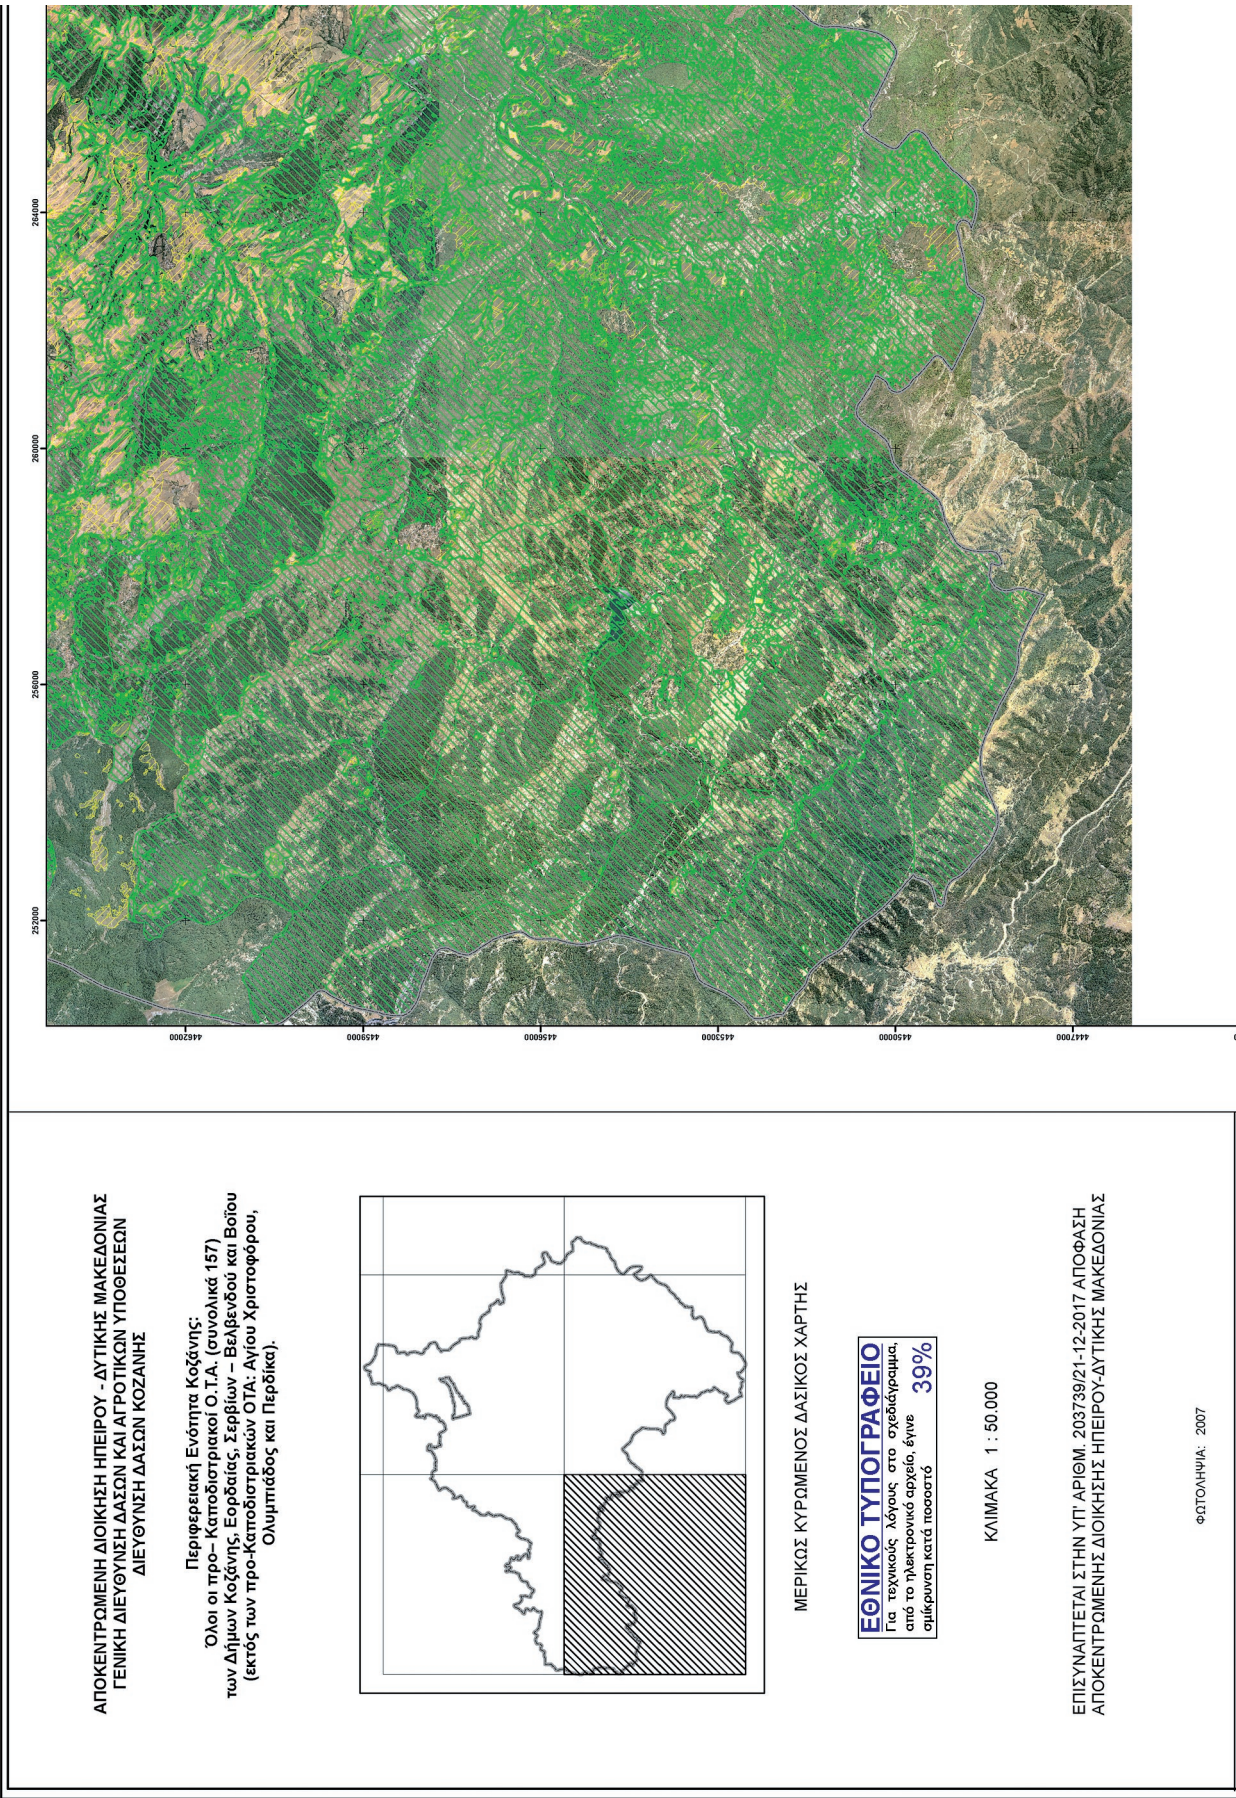 ΑΠΟΚΕΝΤΡΩΜΕΝΗ ΔΙΟΙΚΗΣΗ ΗΠΕΙΡΟΥ - ΔΥΤΙΚΗΣ ΜΑΚΕΔΟΝΙΑΣ
ΓΕΝΙΚΗ ΔΙΕΥΘΥΝΣΗ ΔΑΣΩΝ ΚΑΙ ΑΓΡΟΤΙΚΩΝ ΥΠΟΘΕΣΕΩΝ
ΔΙΕΥΘΥΝΣΗ ΔΑΣΩΝ ΚΟΖΑΝΗΣ
Περιφερειακή Ενότητα Κοζάνης:
Όλοι οι προ– Καποδιστριακοί Ο.Τ.Α. (συνολικά 157)
των Δήμων Κοζάνης, Εορδαίας, Σερβίων – Βελβενδού και Βοΐου
(εκτός των προ-Καποδιστριακών ΟΤΑ: Αγίου Χριστοφόρου,
Ολυμπιάδος και Περδίκα).
ΜΕΡΙΚΩΣ ΚΥΡΩΜΕΝΟΣ ΔΑΣΙΚΟΣ ΧΑΡΤΗΣ
ΕΘΝΙΚΟ ΤΥΠΟΓΡΑΦΕΙΟ
Για τεχνικούς λόγους στο σχεδιάγραμμα,
από το ηλεκτρονικό αρχείο, έγινε
σμίκρυνση κατά ποσοστό 39%
ΚΛΙΜΑΚΑ 1 : 50.000
ΕΠΙΣΥΝΑΠΤΕΤΑΙ ΣΤΗΝ ΥΠ' ΑΡΙΘΜ. 203739/21-12-2017 ΑΠΟΦΑΣΗ
ΑΠΟΚΕΝΤΡΩΜΕΝΗΣ ΔΙΟΙΚΗΣΗΣ ΗΠΕΙΡΟΥ-ΔΥΤΙΚΗΣ ΜΑΚΕΔΟΝΙΑΣ
ΦΩΤΟΛΗΨΙΑ: 2007
252000
256000
260000
264000
4462000
4459000
4456000
4453000
4450000
4447000